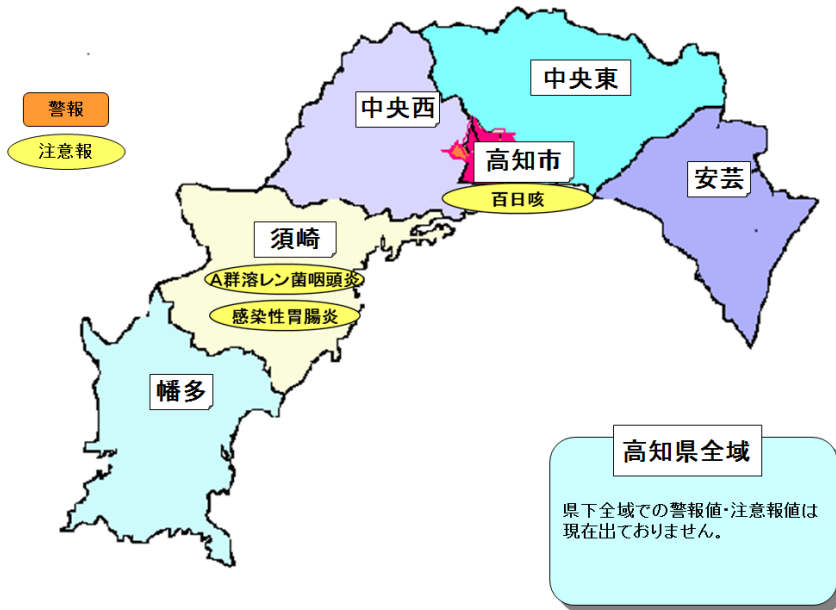 警報
注意報
中央西
中央東
高知市
安芸
百日咳
須崎
A群溶レン菌咽頭炎
感染性胃腸炎
幡多
高知県全域
県下全域での警報値・注意報値は
現在出ておりません。